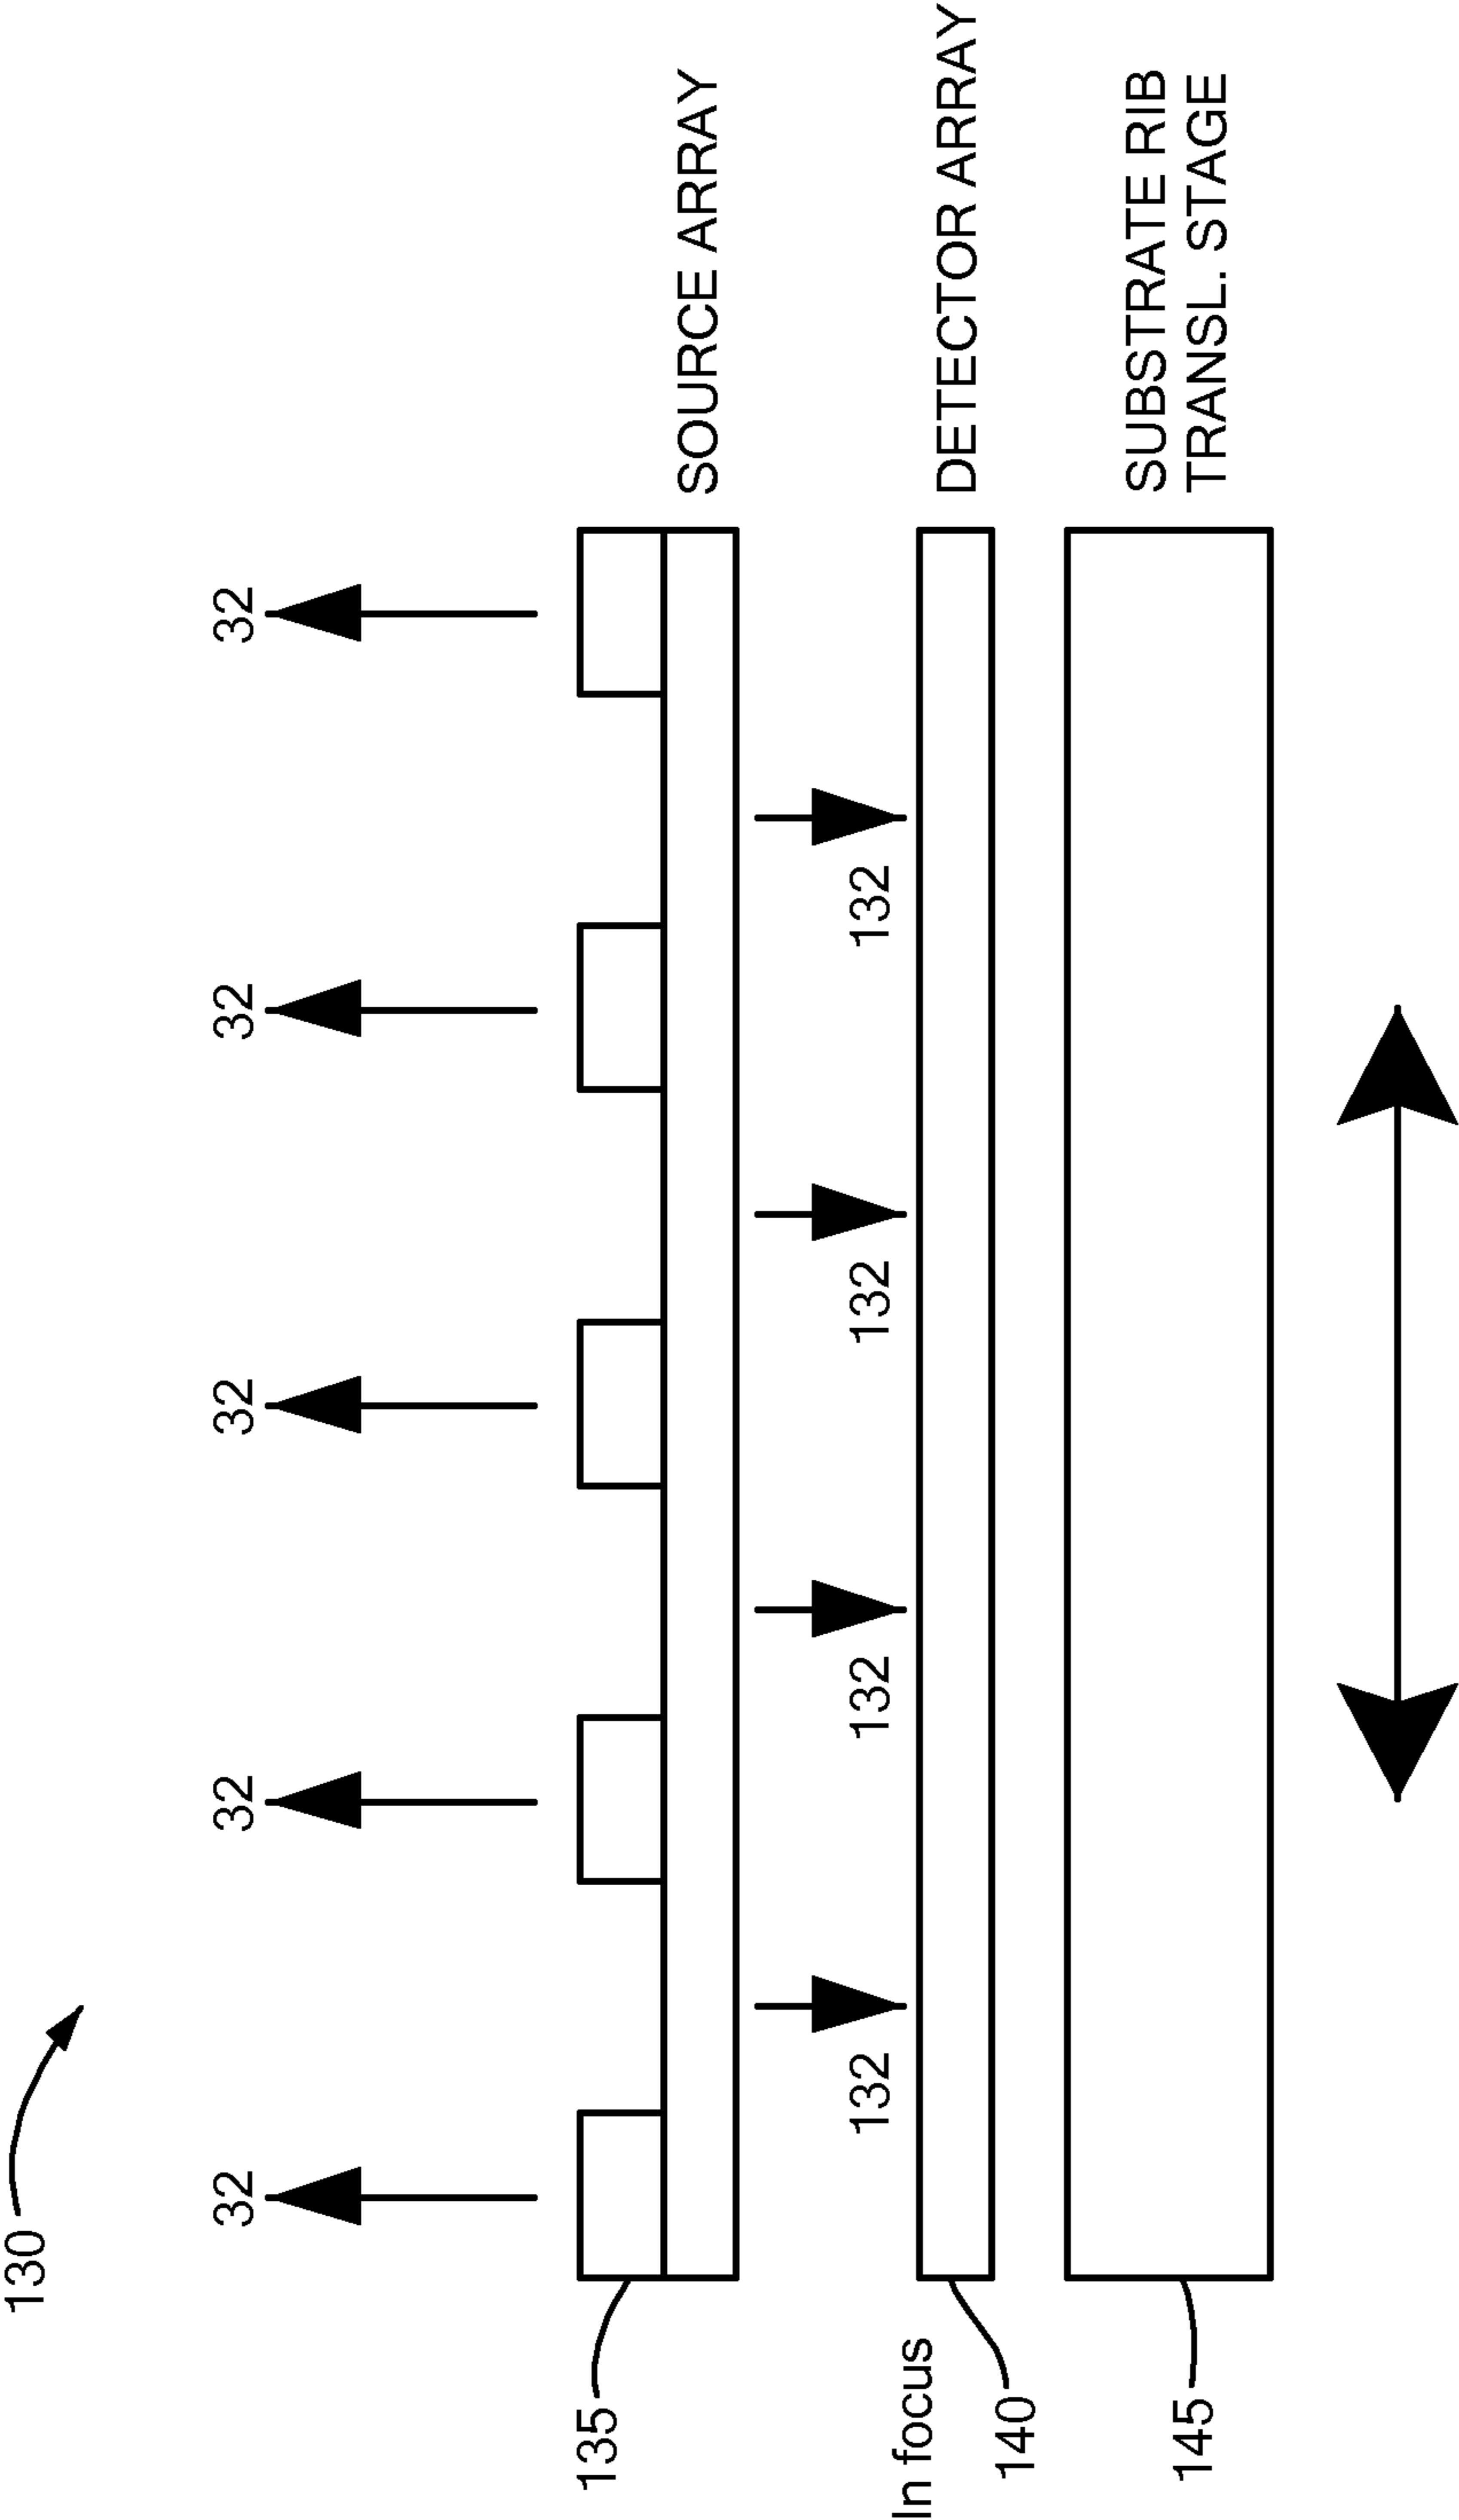 130
32
32
32
32
32
135
SOURCE ARRAY
132
132
132
132
In focus
140
DETECTOR ARRAY
145
SUBSTRATE RIB
TRANSL. STAGE